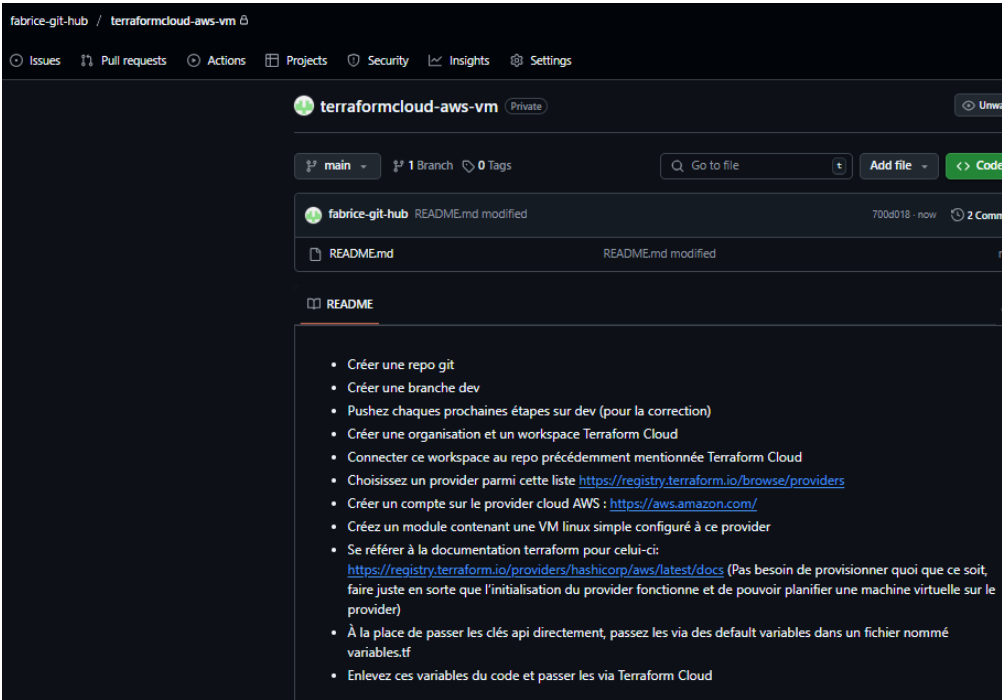 fabrice-git-hub / terraformcloud-aws-vm
Issues Pull requests Actions Projects Security Insights Settings
terraformcloud-aws-vm Private
main 1 Branch 0 Tags Go to file t Add file Code
fabrice-git-hub README.md modified 700d018 · now 2
README.md README.md modified
README
• Créer une repo git
• Créer une branche dev
• Pushez chaques prochaines étapes sur dev (pour la correction)
• Créer une organisation et un workspace Terraform Cloud
• Connecter ce workspace au repo précédemment mentionnée Terraform Cloud
• Choisissez un provider parmi cette liste https://registry.terraform.io/browse/providers
• Créer un compte sur le provider cloud AWS : https://aws.amazon.com/
• Créez un module contenant une VM linux simple configuré à ce provider
• Se référer à la documentation terraform pour celui-ci:
https://registry.terraform.io/providers/hashicorp/aws/latest/docs (Pas besoin de provisionner quoi que ce soit,
faire juste en sorte que l'initialisation du provider fonctionne et de pouvoir planifier une machine virtuelle sur le
provider)
• À la place de passer les clés api directement, passez les via des default variables dans un fichier nommé
variables.tf
• Enlevez ces variables du code et passer les via Terraform Cloud